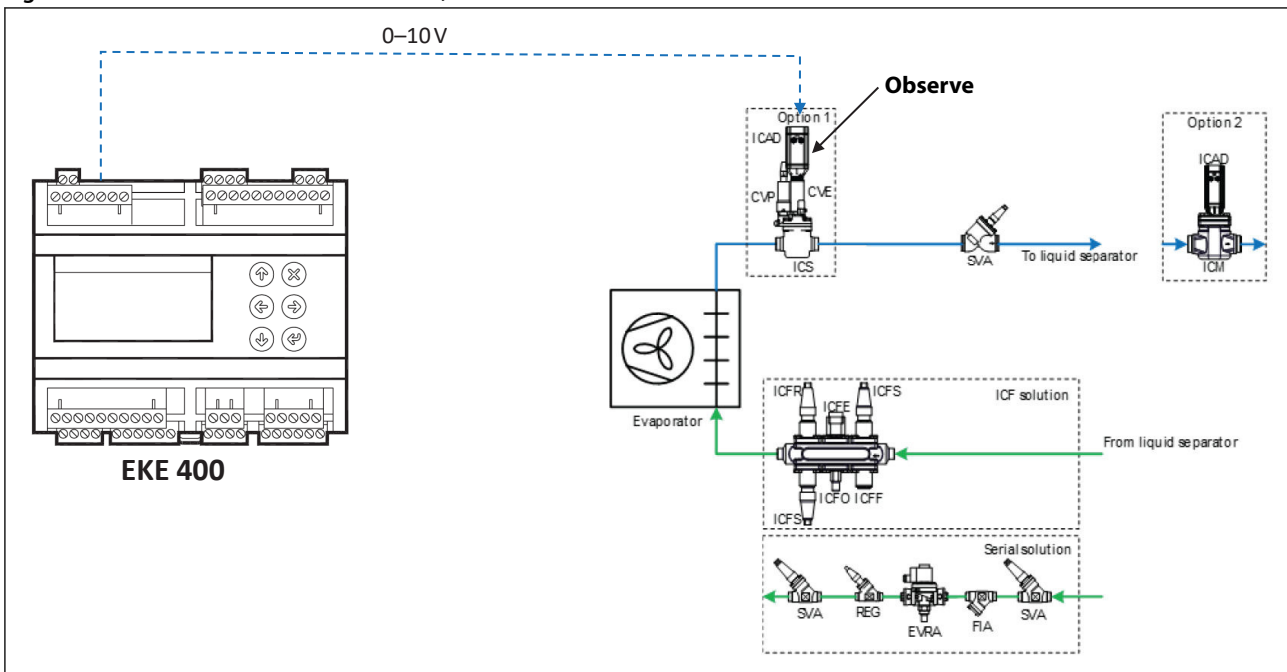 0–10 V
Observe
Option 1
ICAD
CVP
CVE
ICS
SVA
To liquid separator
Option 2
ICAD
ICM
EKE 400
Evaporator
ICF solution
ICFR
ICFE
ICFS
From liquid separator
ICFO
ICFF
ICFS
Serial solution
SVA
REG
EVRA
FIA
SVA